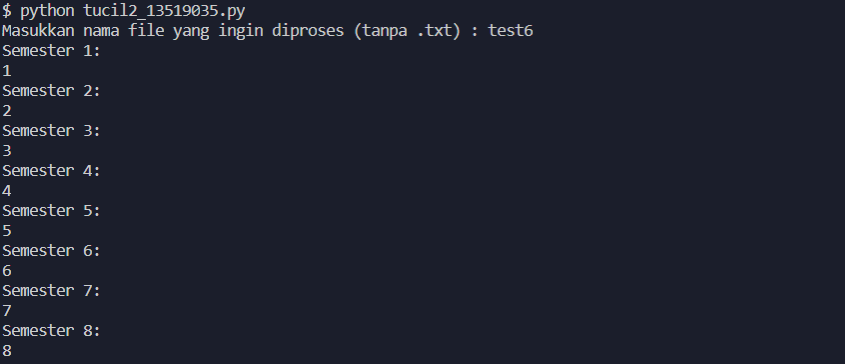 $ python tucil2_13519035.py
Masukkan nama file yang ingin diproses (tanpa .txt) : test6
Semester 1:
1
Semester 2:
2
Semester 3:
3
Semester 4:
4
Semester 5:
5
Semester 6:
6
Semester 7:
7
Semester 8:
8